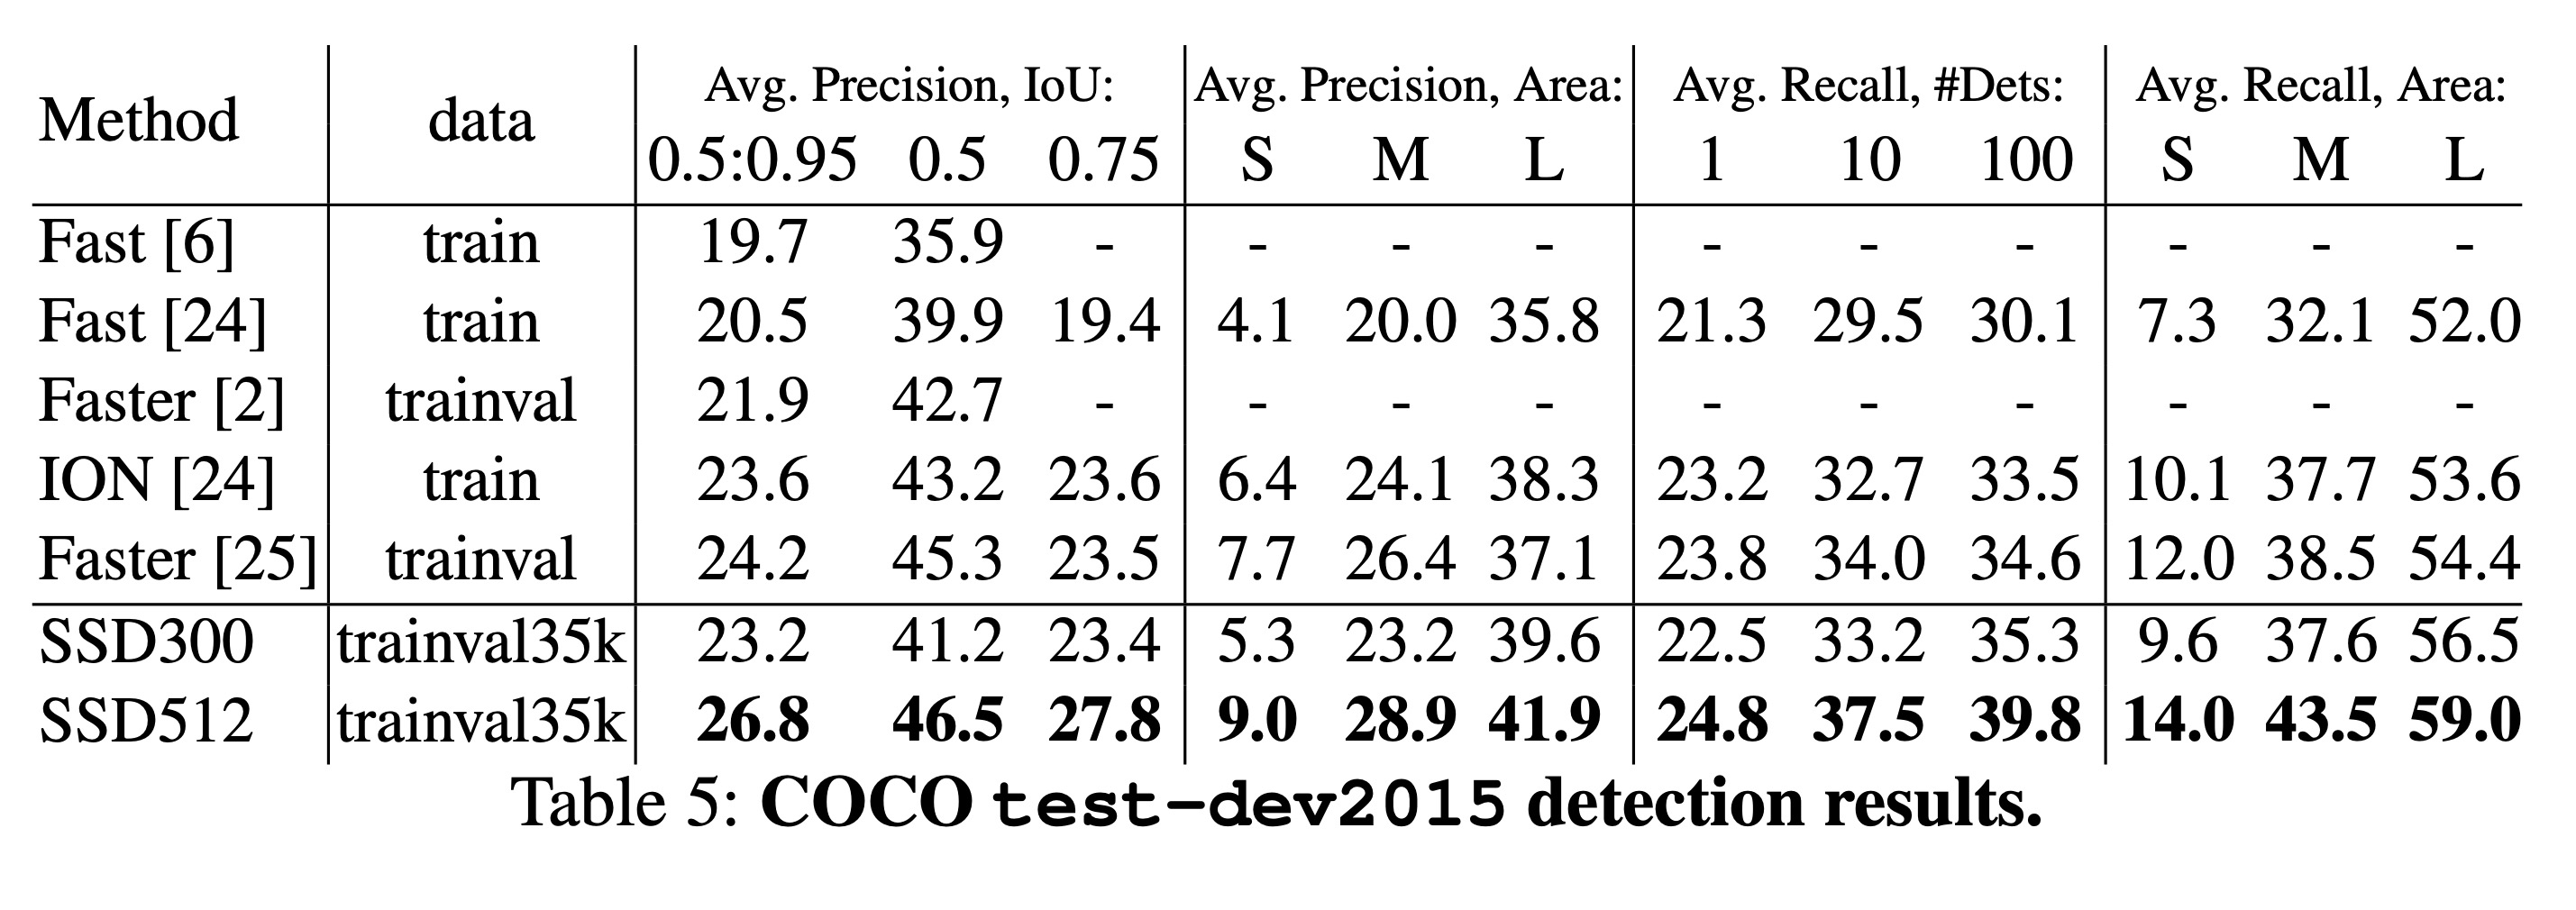 Method data Avg. Precision, IoU: Avg. Precision, Area: Avg. Recall, #Dets: Avg. Recall, Area:
0.5:0.95 0.5 0.75 S M L 1 10 100 S M L
Fast [6] train 19.7 35.9 - - - - - - - - - -
Fast [24] train 20.5 39.9 19.4 4.1 20.0 35.8 21.3 29.5 30.1 7.3 32.1 52.0
Faster [2] trainval 21.9 42.7 - - - - - - - - - -
ION [24] train 23.6 43.2 23.6 6.4 24.1 38.3 23.2 32.7 33.5 10.1 37.7 53.6
Faster [25] trainval 24.2 45.3 23.5 7.7 26.4 37.1 23.8 34.0 34.6 12.0 38.5 54.4
SSD300 trainval35k 23.2 41.2 23.4 5.3 23.2 39.6 22.5 33.2 35.3 9.6 37.6 56.5
SSD512 trainval35k 26.8 46.5 27.8 9.0 28.9 41.9 24.8 37.5 39.8 14.0 43.5 59.0
Table 5: COCO test-dev2015 detection results.